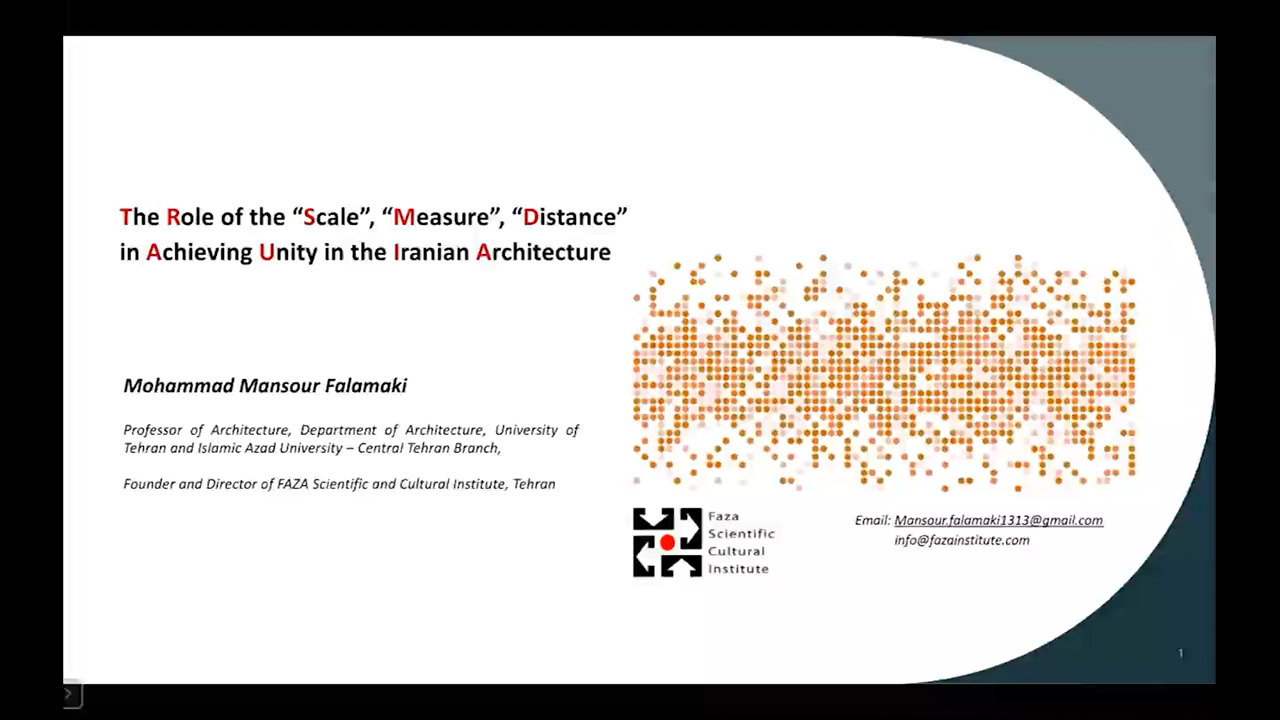 The Role of the “Scale”, “Measure”, “Distance”
in Achieving Unity in the Iranian Architecture
Mohammad Mansour Falamaki
Professor of Architecture, Department of Architecture, University of
Tehran and Islamic Azad University – Central Tehran Branch,
Founder and Director of FAZA Scientific and Cultural Institute, Tehran
Faza
Scientific
Cultural
Institute
Email: Mansour.falamaki1313@gmail.com
info@fazainstitute.com
1